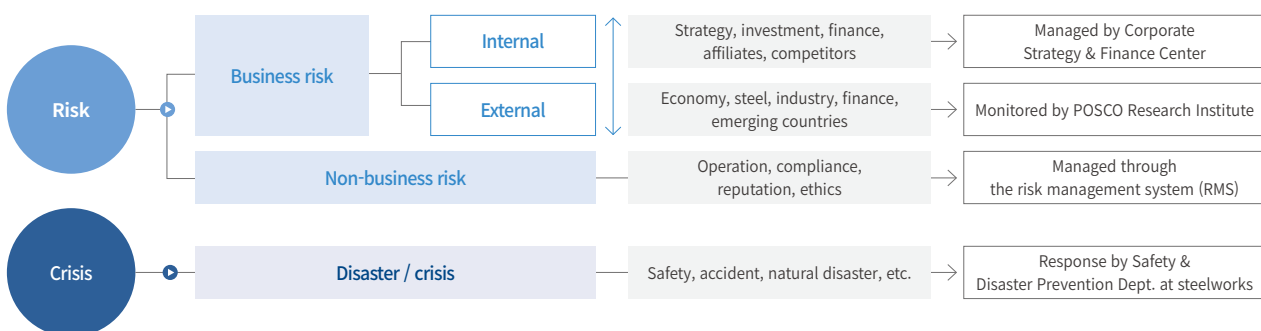 Risk
Business risk
Internal
Strategy, investment, finance,
affiliates, competitors
Managed by Corporate
Strategy & Finance Center
External
Economy, steel, industry, finance,
emerging countries
Monitored by POSCO Research Institute
Non-business risk
Operation, compliance,
reputation, ethics
Managed through
the risk management system (RMS)
Crisis
Disaster / crisis
Safety, accident, natural disaster, etc.
Response by Safety &
Disaster Prevention Dept. at steelworks